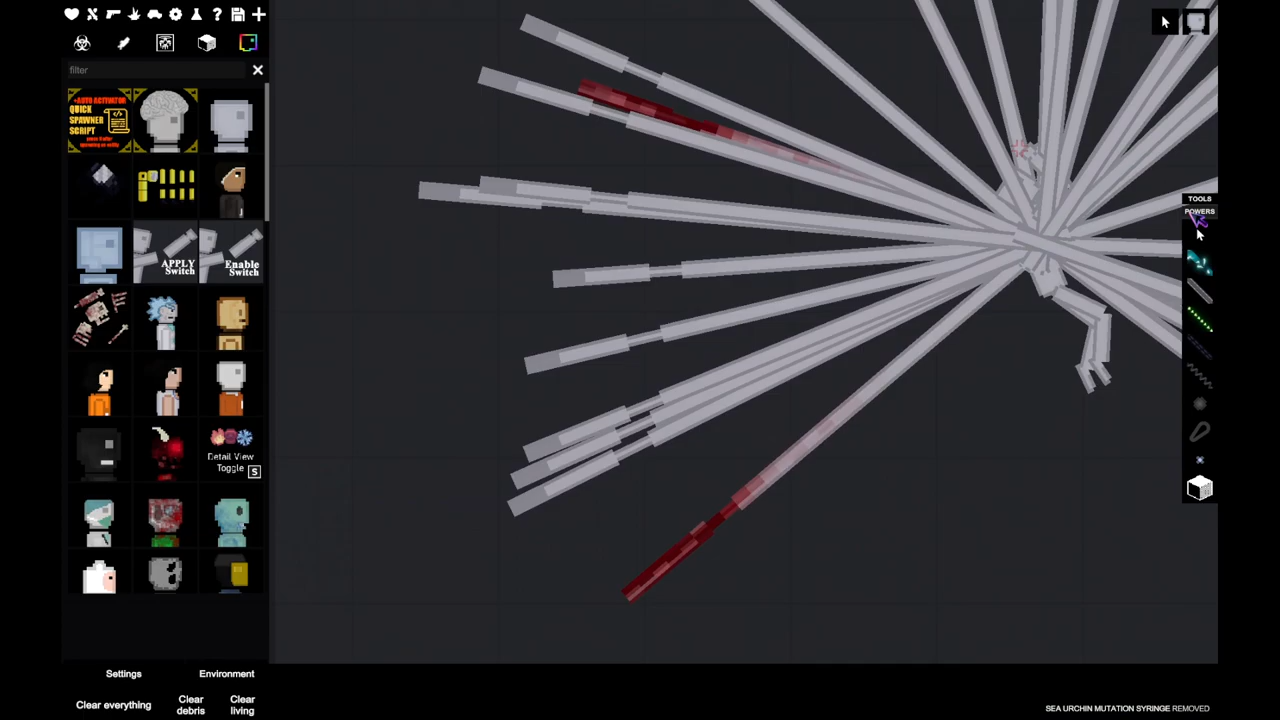 filter
+AUTO ACTIVATOR
QUICK
SPAWNER
SCRIPT
APPLY
Switch
Enable
Switch
Detail View
Toggle
S
TOOLS
POWERS
Settings
Environment
Clear everything
Clear
debris
Clear
living
SEA URCHIN MUTATION SYRINGE REMOVED